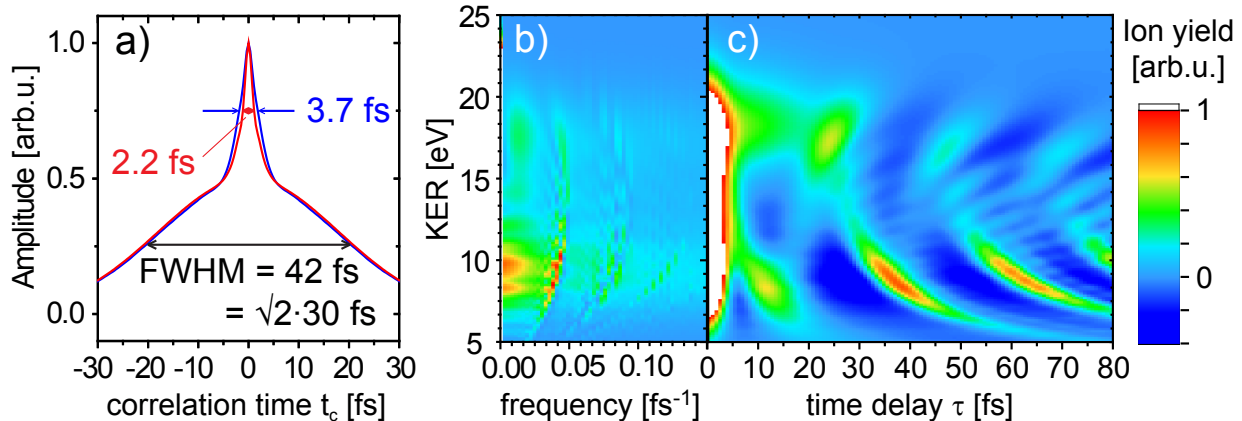 a)
1.0
0.5
0.0
Amplitude [arb.u.]
3.7 fs
2.2 fs
FWHM = 42 fs
= √2·30 fs
-30 -20 -10 0 10 20 30
correlation time t_c [fs]
b)
25
20
15
10
5
KER [eV]
0.00 0.05 0.10
frequency [fs⁻¹]
c)
0 10 20 30 40 50 60 70 80
time delay τ [fs]
Ion yield
[arb.u.]
1
0